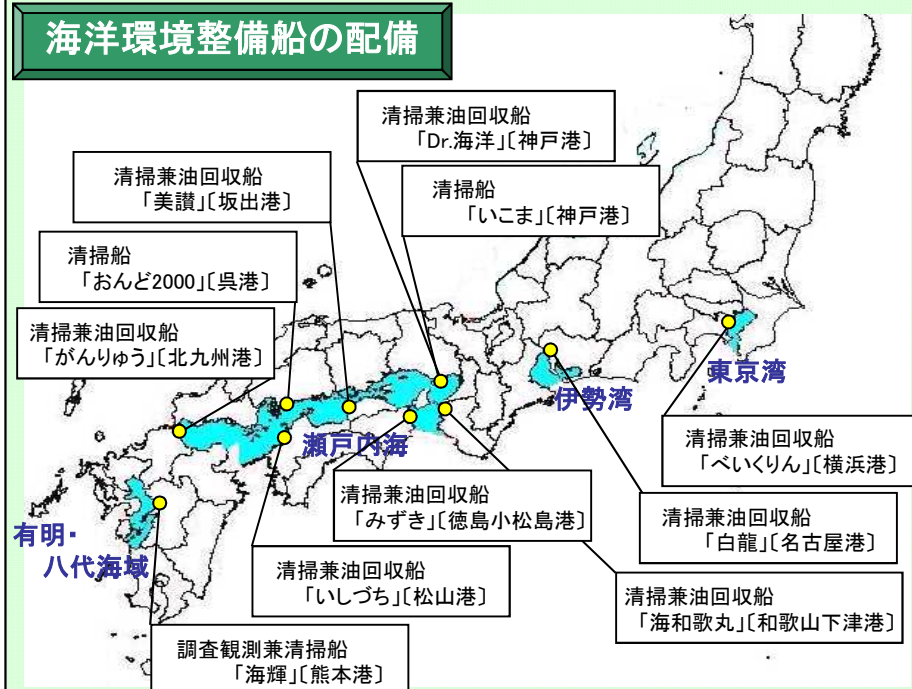 海洋環境整備船の配備
清掃兼油回収船
「Dr.海洋」〔神戸港〕
清掃兼油回収船
「美讃」〔坂出港〕
清掃船
「いこま」〔神戸港〕
清掃船
「おんど2000」〔呉港〕
清掃兼油回収船
「がんりゅう」〔北九州港〕
東京湾
伊勢湾
瀬戸内海
清掃兼油回収船
「べいくりん」〔横浜港〕
清掃兼油回収船
「みずき」〔徳島小松島港〕
清掃兼油回収船
「白龍」〔名古屋港〕
有明・
八代海域
清掃兼油回収船
「いしづち」〔松山港〕
清掃兼油回収船
「海和歌丸」〔和歌山下津港〕
調査観測兼清掃船
「海輝」〔熊本港〕